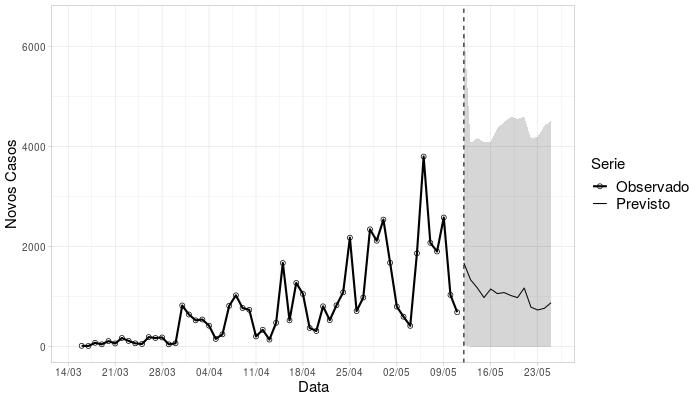 6000
4000
2000
0
Novos Casos
14/03 21/03 28/03 04/04 11/04 18/04 25/04 02/05 09/05 16/05 23/05
Data
Serie
Observado
Previsto